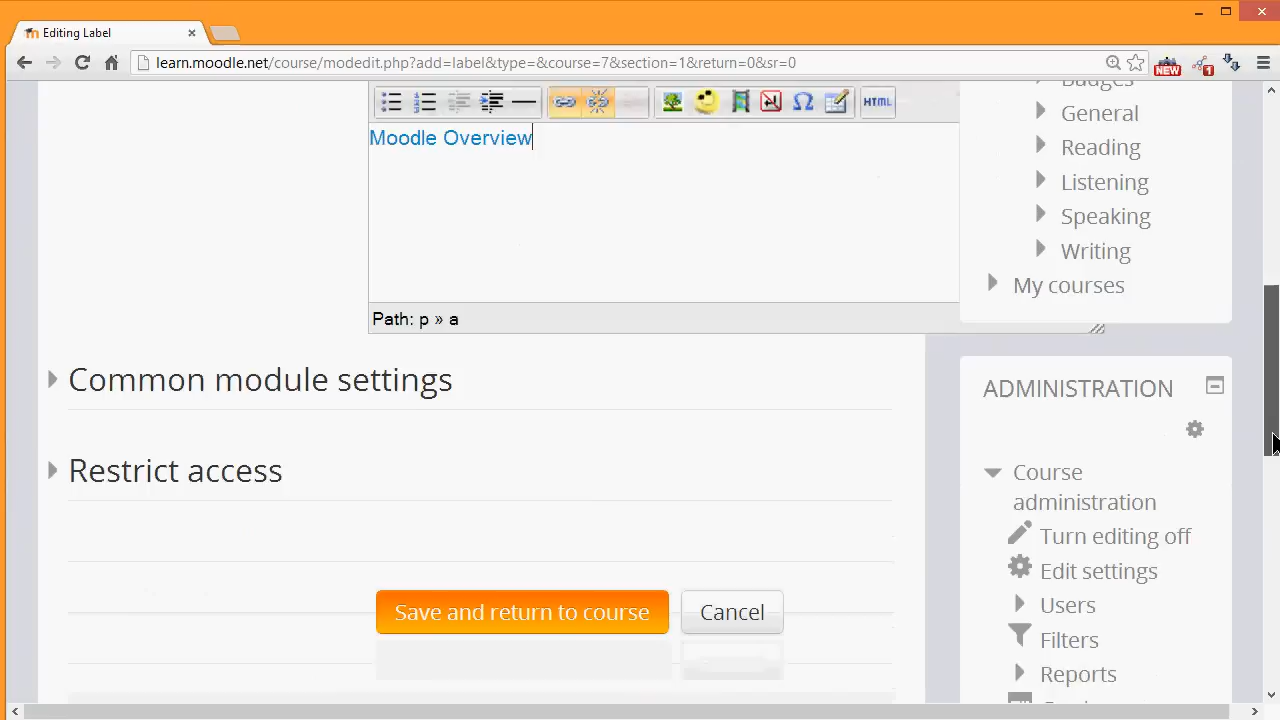 Editing Label
learn.moodle.net/course/modedit.php?add=label&type=&course=7&section=1&return=0&sr=0
NEW
1
HTML
Moodle Overview
Path: p » a
Common module settings
Restrict access
Save and return to course
Cancel
Badges
General
Reading
Listening
Speaking
Writing
My courses
ADMINISTRATION
Course
administration
Turn editing off
Edit settings
Users
Filters
Reports